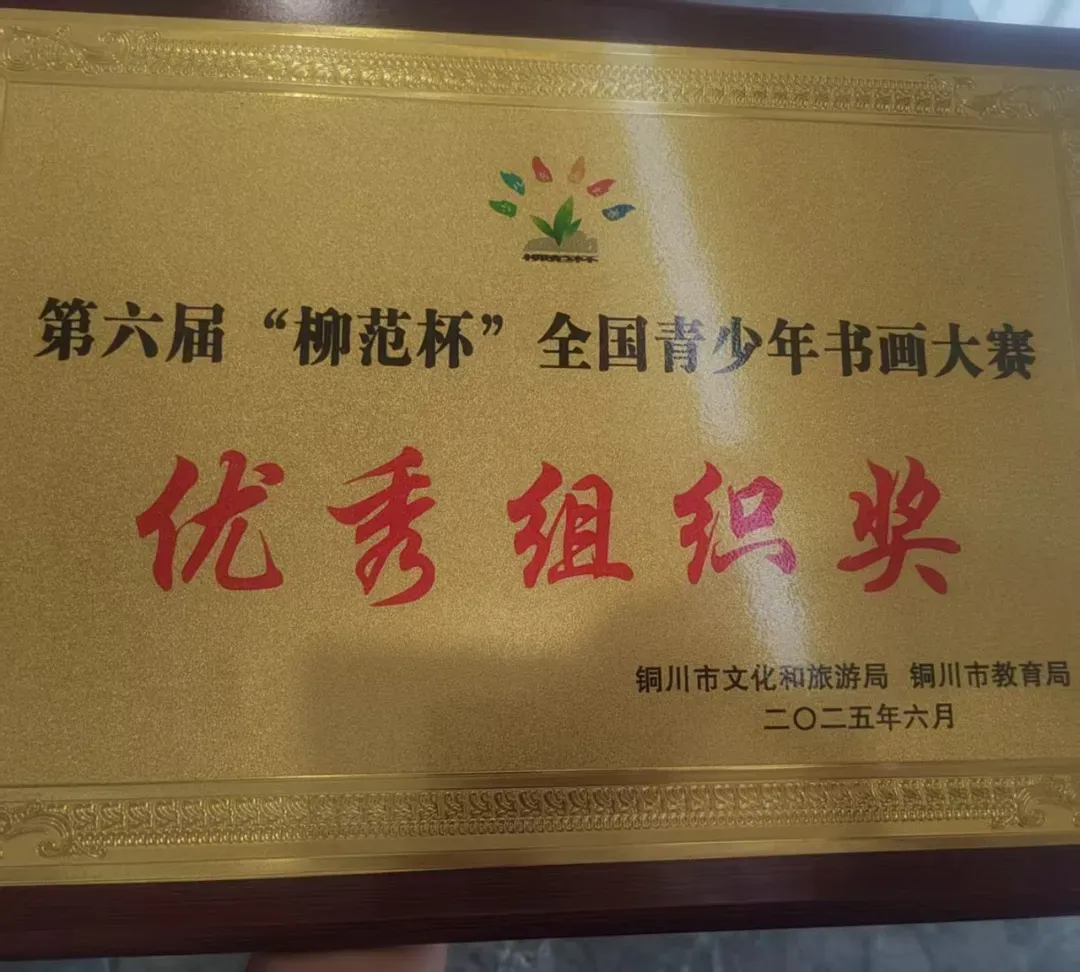 第六届“柳范杯”全国青少年书画大赛
优秀组织奖
铜川市文化和旅游局 铜川市教育局
二〇二五年六月